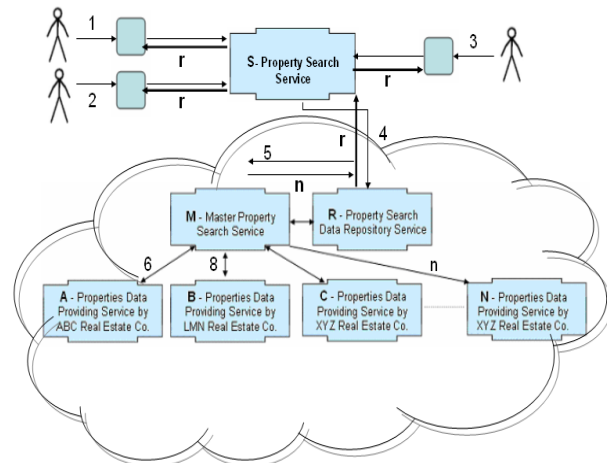 1
r
S- Property Search
Service
3
r
2
r
4
r
5
n
M - Master Property
Search Service
R - Property Search
Data Repository Service
6
8
n
A - Properties Data
Providing Service by
ABC Real Estate Co.
B - Properties Data
Providing Service by
LMN Real Estate Co.
C - Properties Data
Providing Service by
XYZ Real Estate Co.
N - Properties Data
Providing Service by
XYZ Real Estate Co.